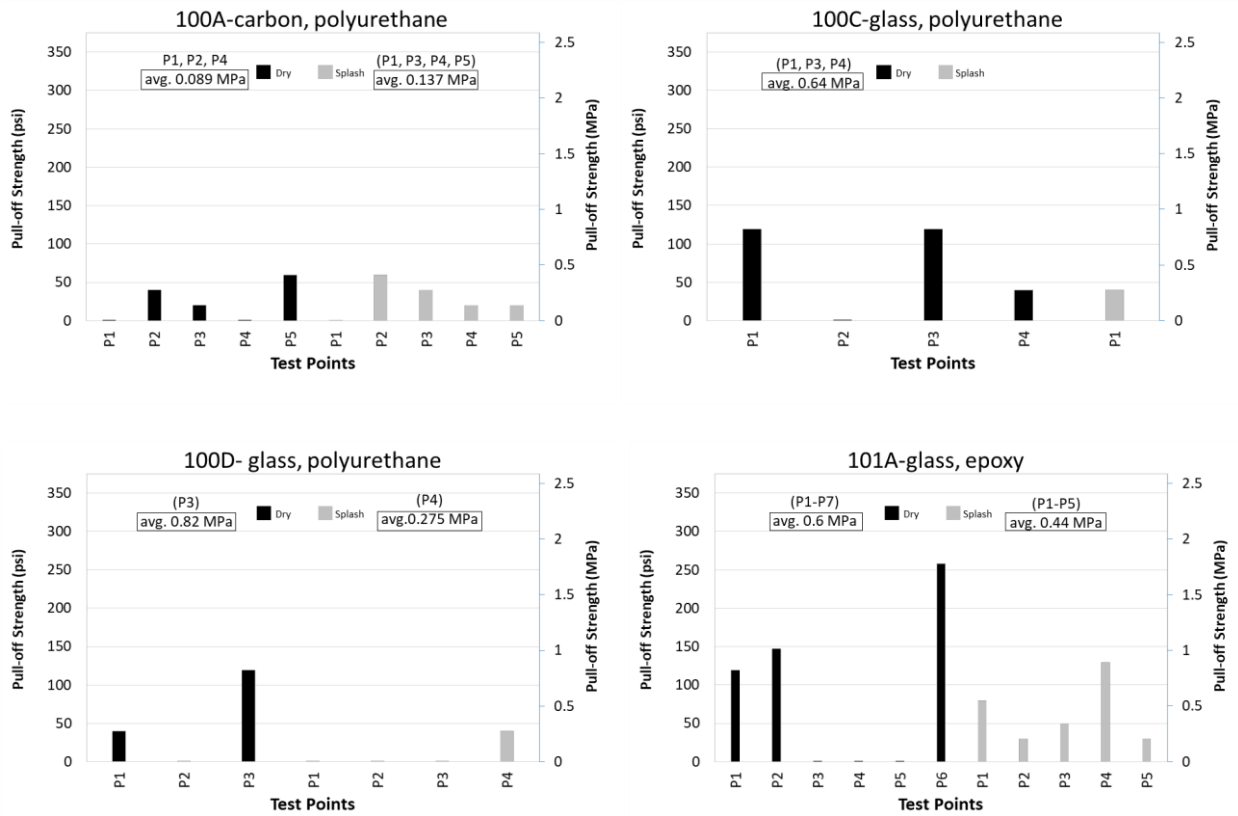 100A-carbon, polyurethane
P1, P2, P4
avg. 0.089 MPa
Dry
Splash
(P1, P3, P4, P5)
avg. 0.137 MPa
Pull-off Strength (psi)
350
300
250
200
150
100
50
0
2.5
2
1.5
1
0.5
0
Pull-off Strength (MPa)
P1 P2 P3 P4 P5 P1 P2 P3 P4 P5
Test Points
100C-glass, polyurethane
(P1, P3, P4)
avg. 0.64 MPa
Dry
Splash
Pull-off Strength (psi)
350
300
250
200
150
100
50
0
2.5
2
1.5
1
0.5
0
Pull-off Strength (MPa)
P1 P2 P3 P4 P1
Test Points
100D- glass, polyurethane
(P3)
avg. 0.82 MPa
Dry
Splash
(P4)
avg.0.275 MPa
Pull-off Strength (psi)
350
300
250
200
150
100
50
0
2.5
2
1.5
1
0.5
0
Pull-off Strength (MPa)
P1 P2 P3 P1 P2 P3 P4
Test Points
101A-glass, epoxy
(P1-P7)
avg. 0.6 MPa
Dry
Splash
(P1-P5)
avg. 0.44 MPa
Pull-off Strength (psi)
350
300
250
200
150
100
50
0
2.5
2
1.5
1
0.5
0
Pull-off Strength (MPa)
P1 P2 P3 P4 P5 P6 P1 P2 P3 P4 P5
Test Points